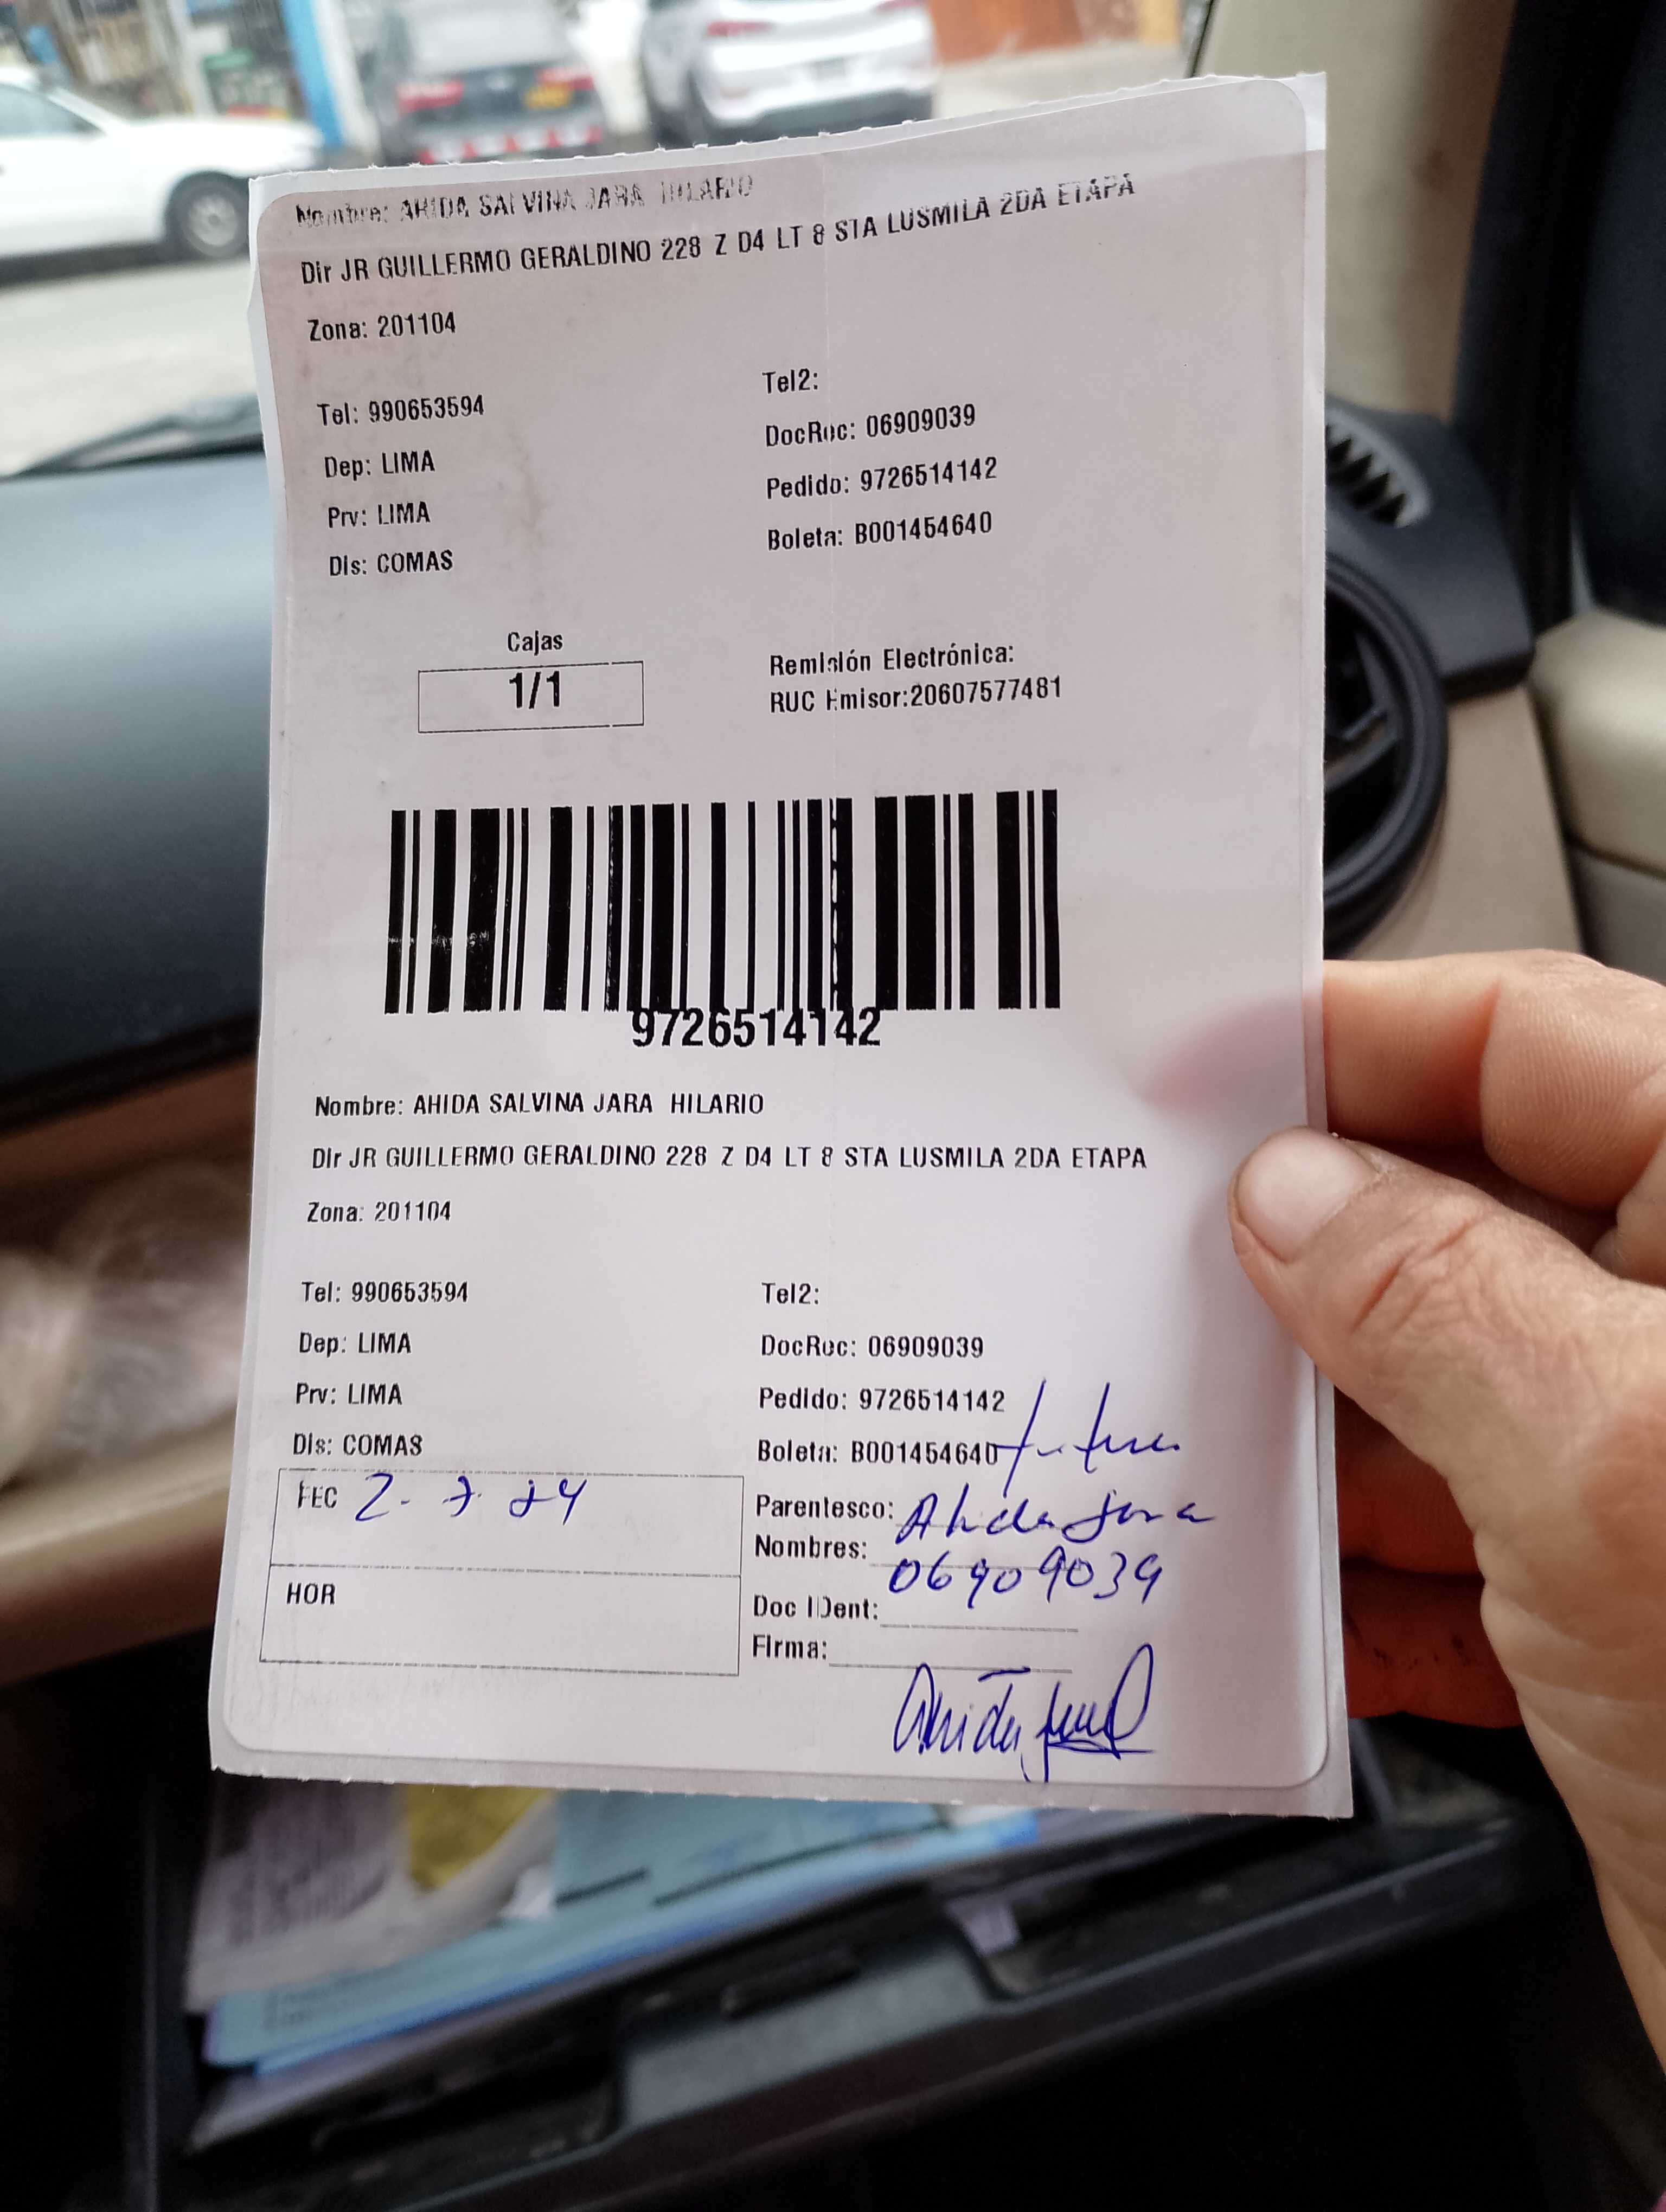 Nombre: AHIDA SALVINA JARA HILARIO
Dir JR GUILLERMO GERALDINO 228 Z D4 LT 8 STA LUSMILA 2DA ETAPA
Zona: 201104
Tel2:
Tel: 990653594
DocRec: 06909039
Dep: LIMA
Pedido: 9726514142
Prv: LIMA
Boleta: B001454640
Dis: COMAS
Cajas
1/1
Remisión Electrónica:
RUC Emisor:20607577481
9726514142
Nombre: AHIDA SALVINA JARA HILARIO
Dir JR GUILLERMO GERALDINO 228 Z D4 LT 8 STA LUSMILA 2DA ETAPA
Zona: 201104
Tel: 990653594
Tel2:
Dep: LIMA
DocRec: 06909039
Prv: LIMA
Pedido: 9726514142
Dis: COMAS
Boleta: B001454640
FEC 2-7-24
Parentesco:
Ahida Jara
Nombres:
06909039
HOR
Doc IDent:
Firma:
Ahida